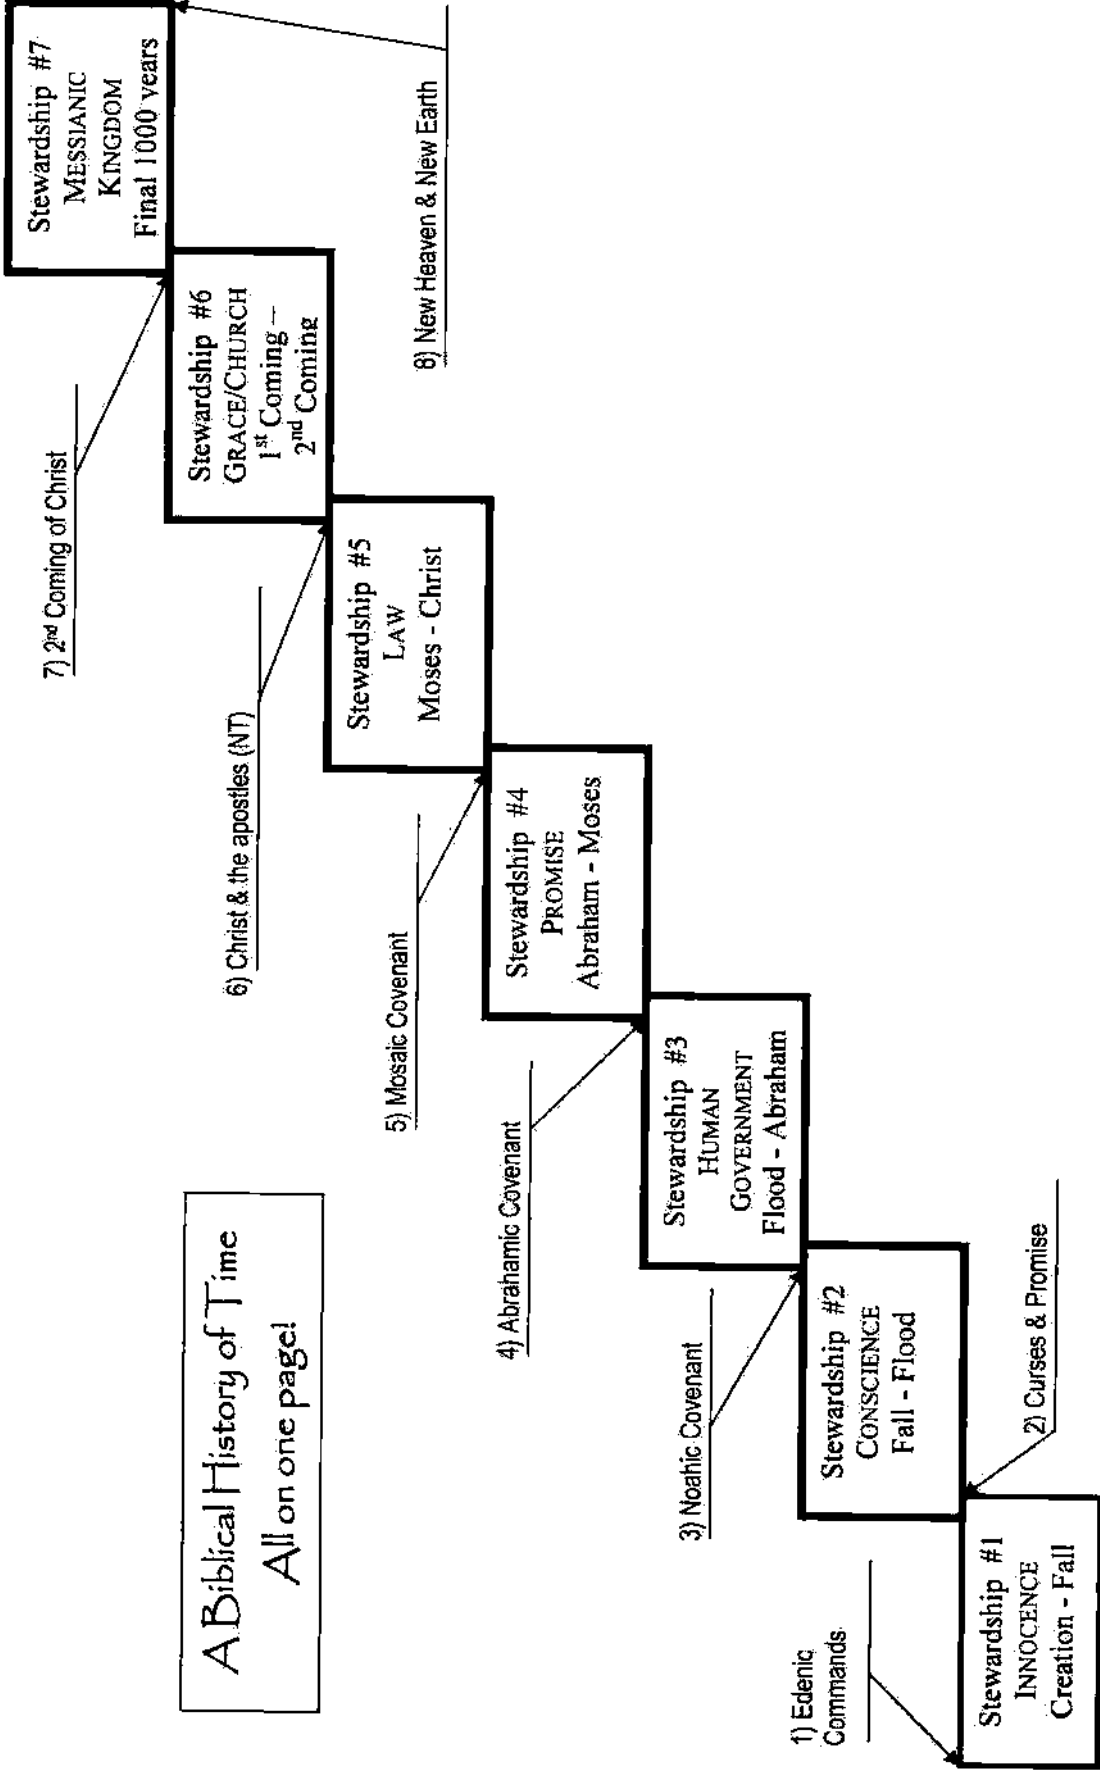 A Biblical History of Time
All on one page!
1) Edenic
Commands
Stewardship #1
INNOCENCE
Creation - Fall
2) Curses & Promise
Stewardship #2
CONSCIENCE
Fall - Flood
3) Noahic Covenant
Stewardship #3
HUMAN
GOVERNMENT
Flood - Abraham
4) Abrahamic Covenant
Stewardship #4
PROMISE
Abraham - Moses
5) Mosaic Covenant
Stewardship #5
LAW
Moses - Christ
6) Christ & the apostles (NT)
Stewardship #6
GRACE/CHURCH
1st Coming –
2nd Coming
7) 2nd Coming of Christ
Stewardship #7
MESSIANIC
KINGDOM
Final 1000 years
8) New Heaven & New Earth